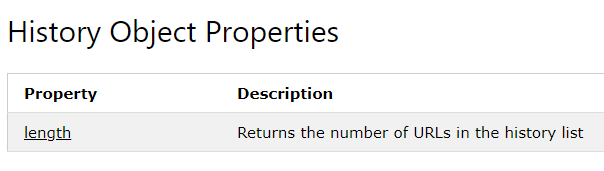 History Object Properties
Property Description
length Returns the number of URLs in the history list